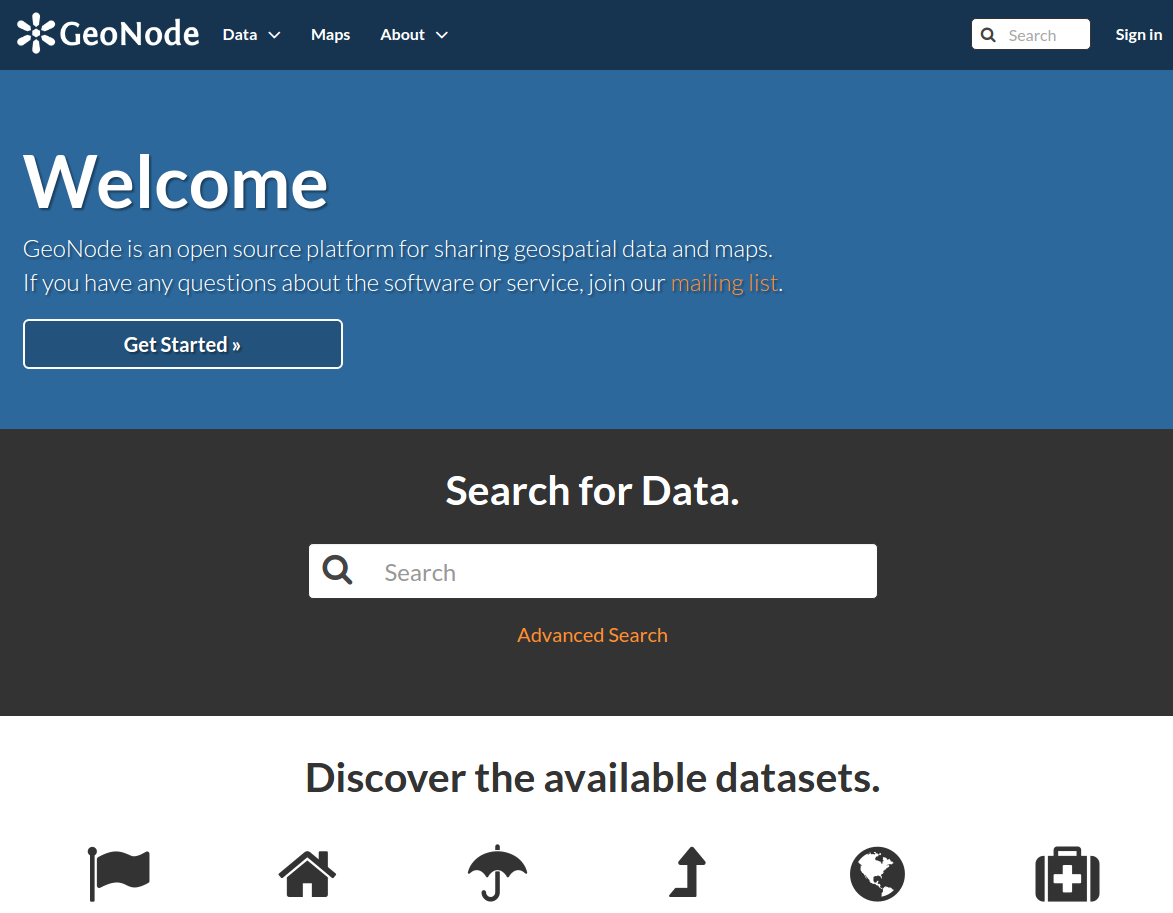 GeoNode Data Maps About Search Sign in
Welcome
GeoNode is an open source platform for sharing geospatial data and maps.
If you have any questions about the software or service, join our mailing list.
Get Started »
Search for Data.
Search
Advanced Search
Discover the available datasets.